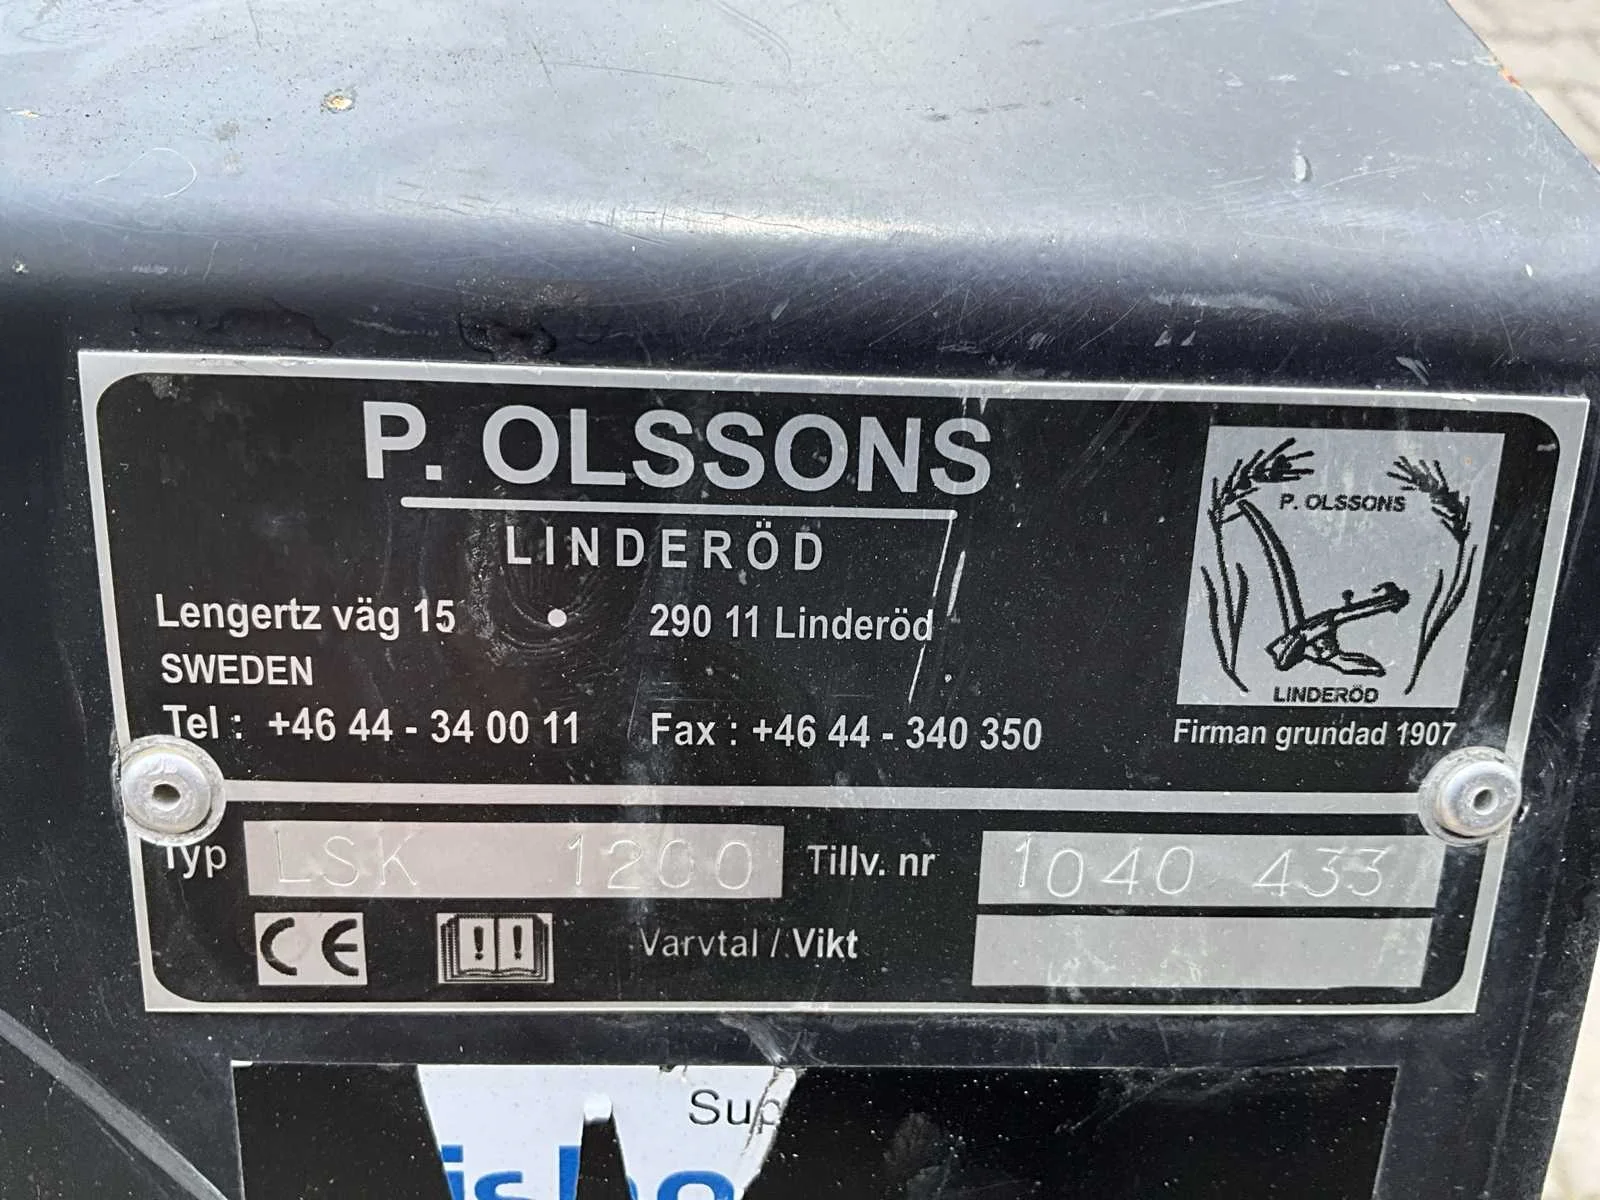 P. OLSSONS
LINDERÖD
P. OLSSONS
LINDERÖD
Firman grundad 1907
Lengertz väg 15 • 290 11 Linderöd
SWEDEN
Tel : +46 44 - 34 00 11 Fax : +46 44 - 340 350
Typ LSK 1200 Tillv. nr 1040 433
CE Varvtal / Vikt